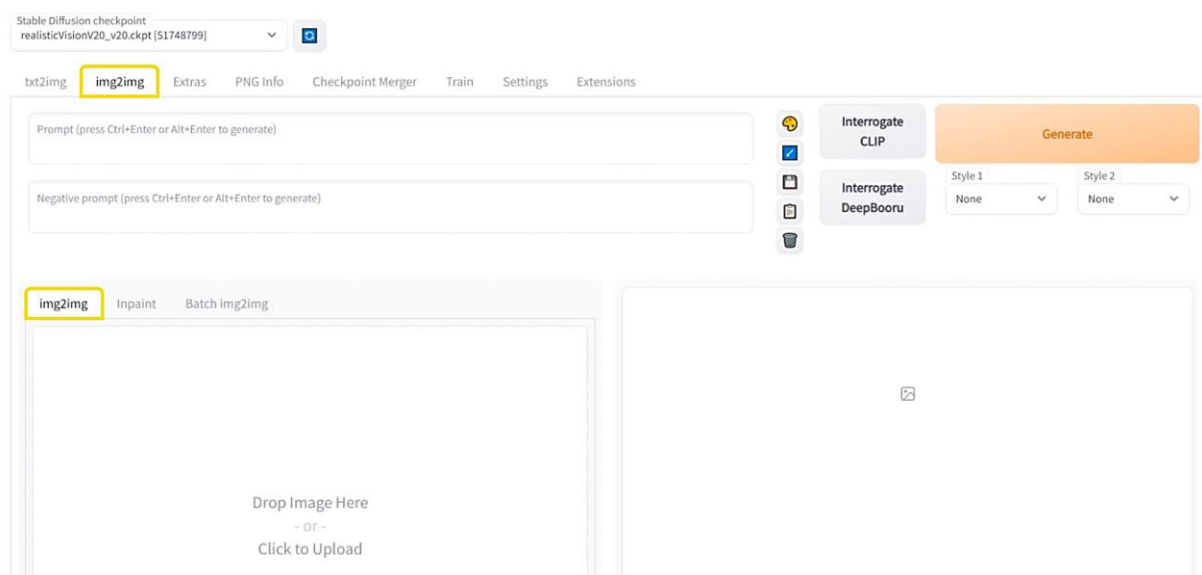 Stable Diffusion checkpoint
realisticVisionV20_v20.ckpt [51748799]
txt2img img2img Extras PNG Info Checkpoint Merger Train Settings Extensions
Prompt (press Ctrl+Enter or Alt+Enter to generate)
Interrogate
CLIP
Generate
Negative prompt (press Ctrl+Enter or Alt+Enter to generate)
Interrogate
DeepBooru
Style 1
None
Style 2
None
img2img Inpaint Batch img2img
Drop Image Here
- or -
Click to Upload